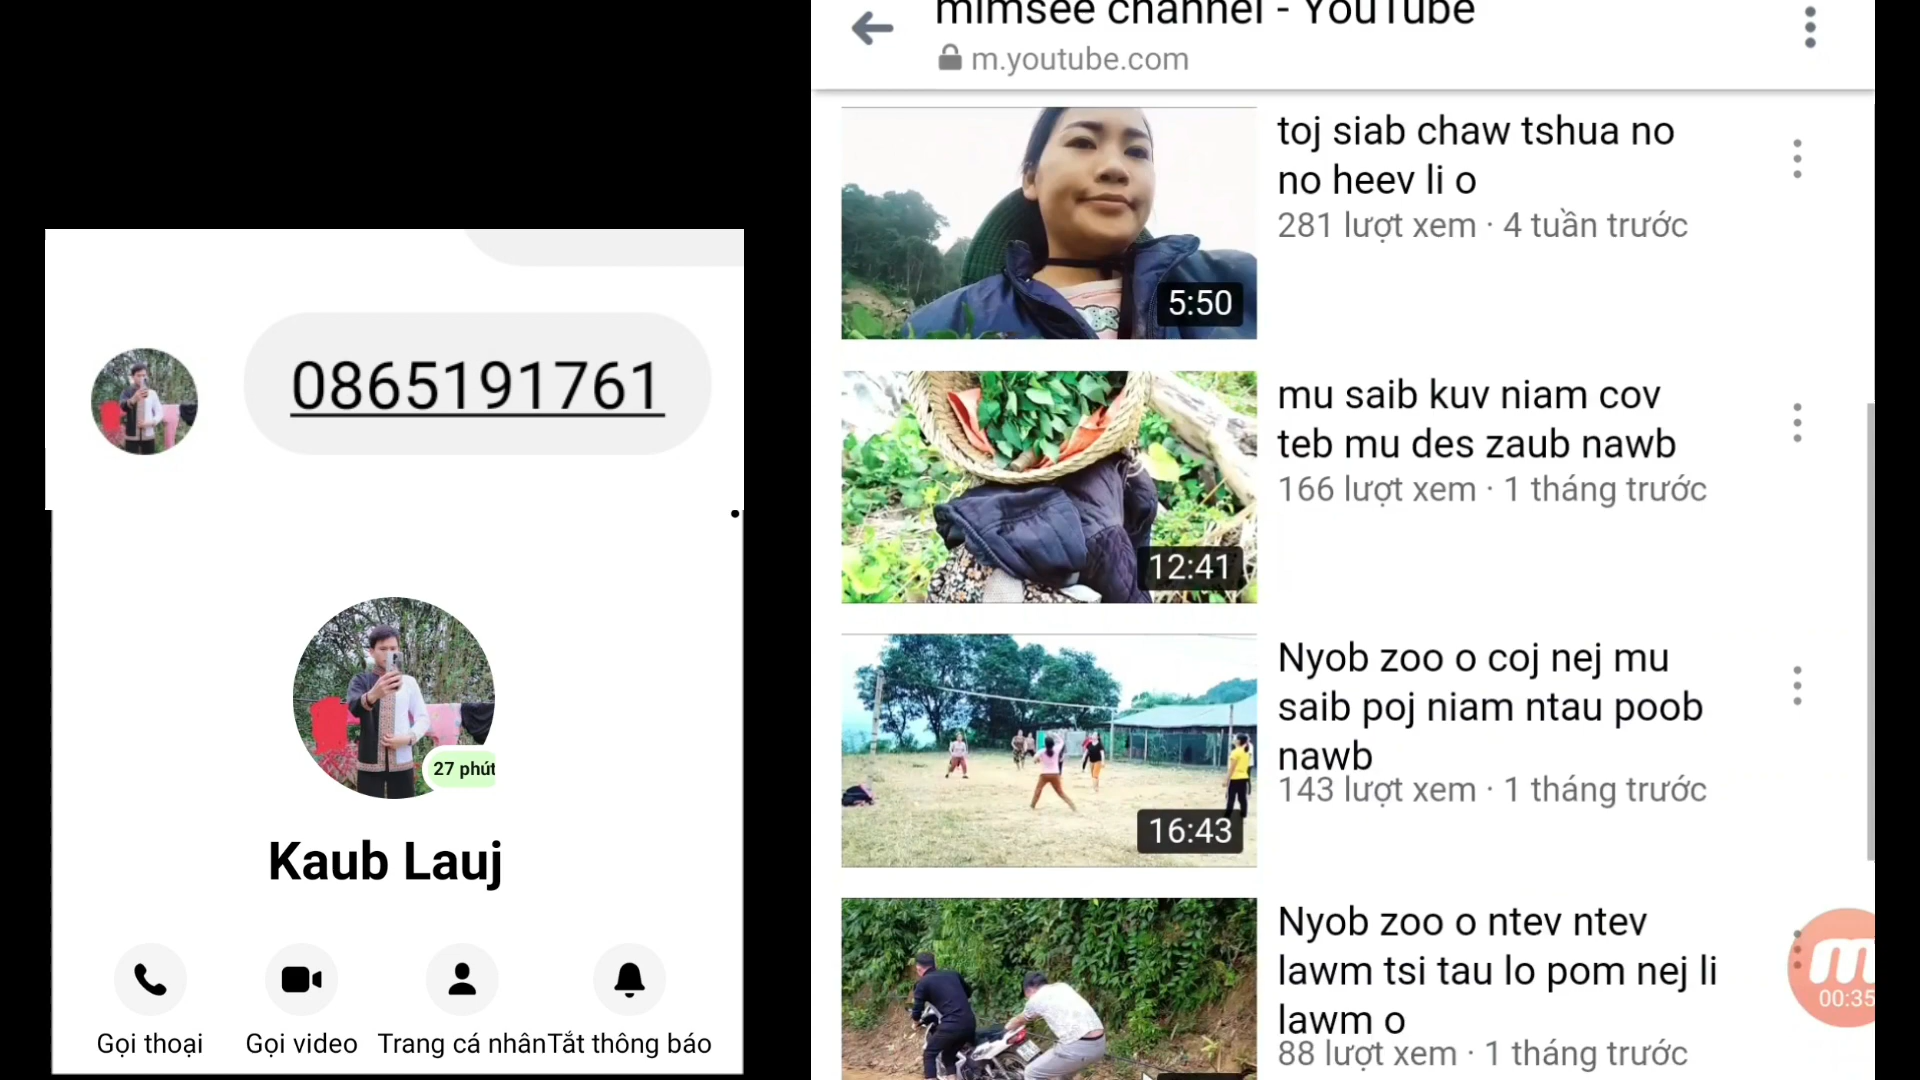 0865191761
27 phút
Kaub Lauj
Gọi thoại
Gọi video
Trang cá nhân
Tắt thông báo
mimsee channel - YouTube
m.youtube.com
toj siab chaw tshua no
no heev li o
281 lượt xem · 4 tuần trước
5:50
mu saib kuv niam cov
teb mu des zaub nawb
166 lượt xem · 1 tháng trước
12:41
Nyob zoo o coj nej mu
saib poj niam ntau poob
nawb
143 lượt xem · 1 tháng trước
16:43
Nyob zoo o ntev ntev
lawm tsi tau lo pom nej li
lawm o
88 lượt xem · 1 tháng trước
m
00:35